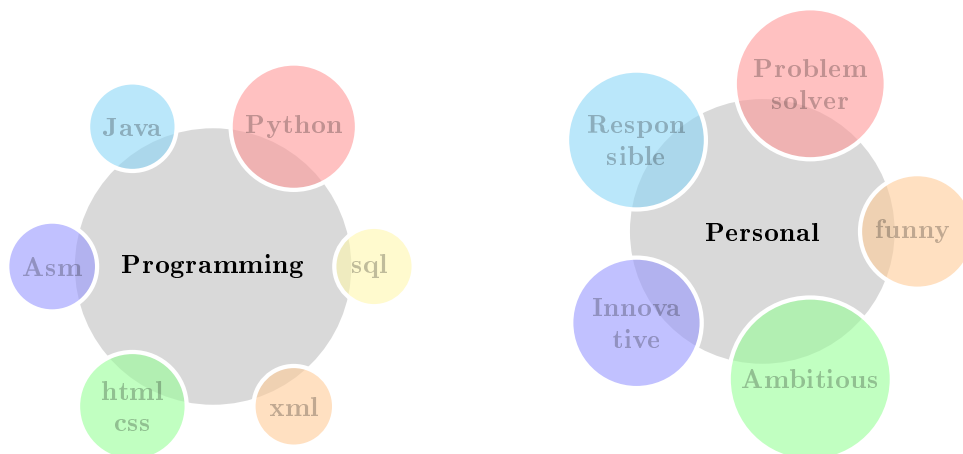 Java
Python
Asm
Programming
sql
html
css
xml
Problem
solver
Respon
sible
Personal
funny
Innova
tive
Ambitious